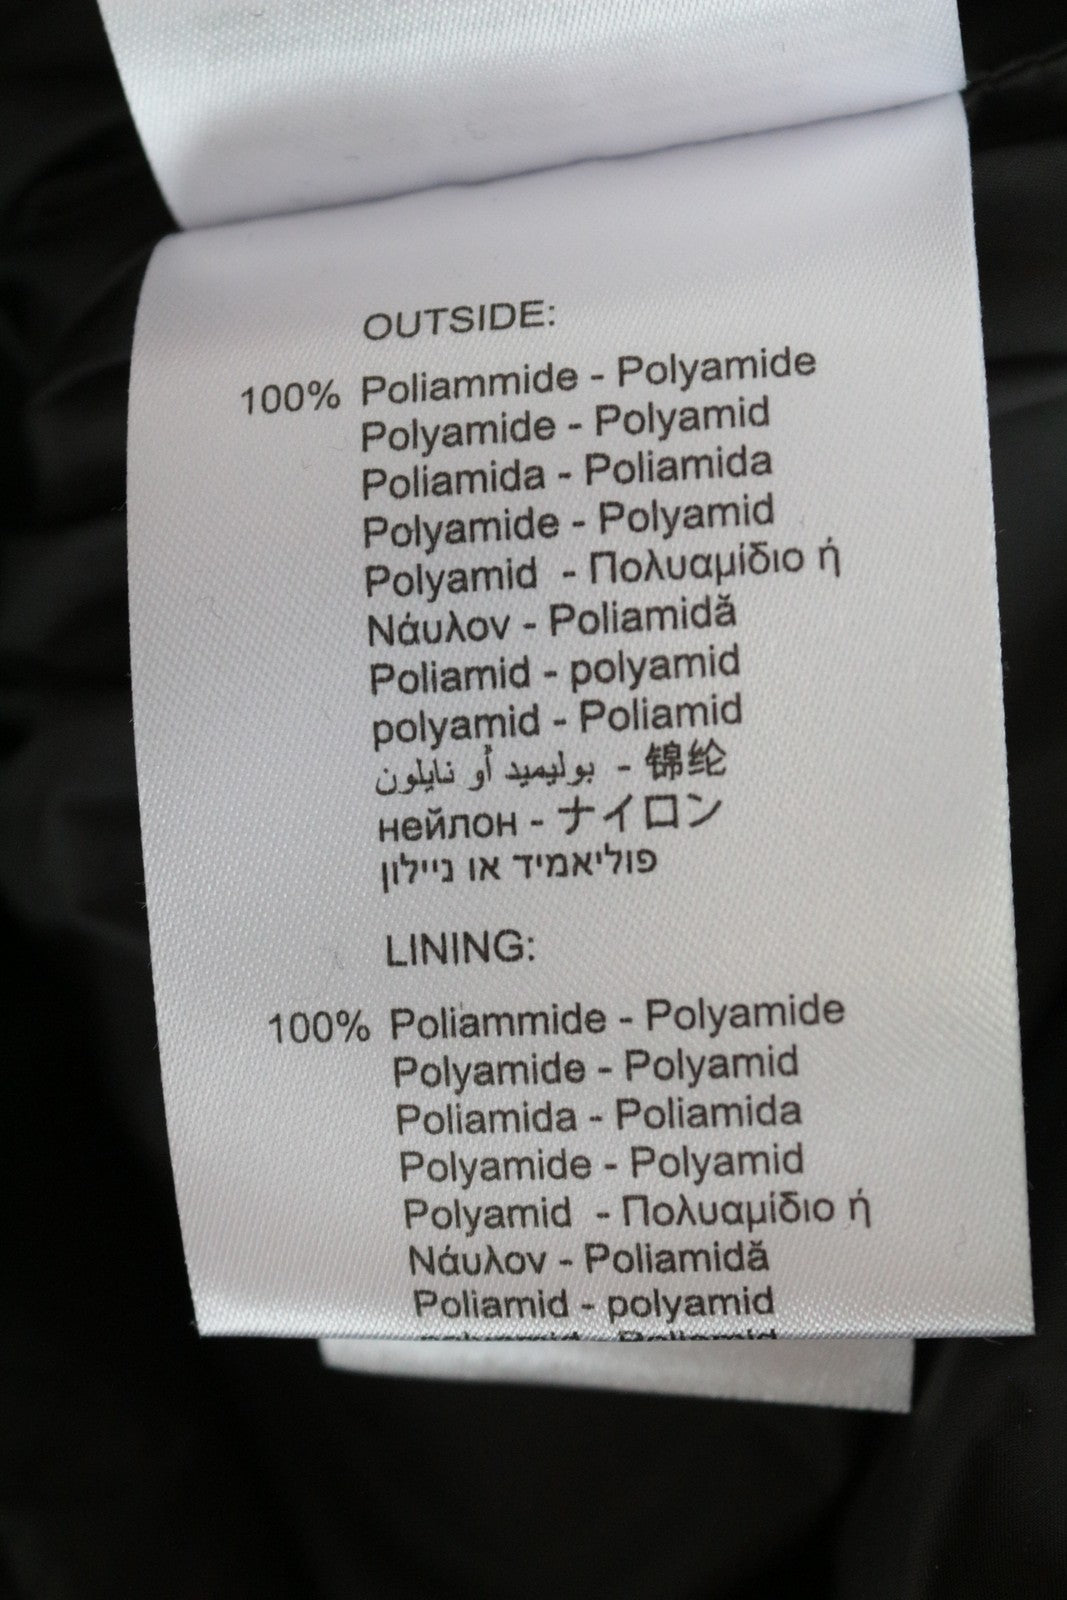 OUTSIDE:
100% Poliammide - Polyamide
Polyamide - Polyamid
Poliamida - Poliamida
Polyamide - Polyamid
Polyamid - Πολυαμίδιο ή
Νάυλον - Poliamidă
Poliamid - polyamid
polyamid - Poliamid
بوليميد أو نايلون - 锦纶
нейлон - ナイロン
פוליאמיד או ניילון
LINING:
100% Poliammide - Polyamide
Polyamide - Polyamid
Poliamida - Poliamida
Polyamide - Polyamid
Polyamid - Πολυαμίδιο ή
Νάυλον - Poliamidă
Poliamid - polyamid
polyamid - Poliamid